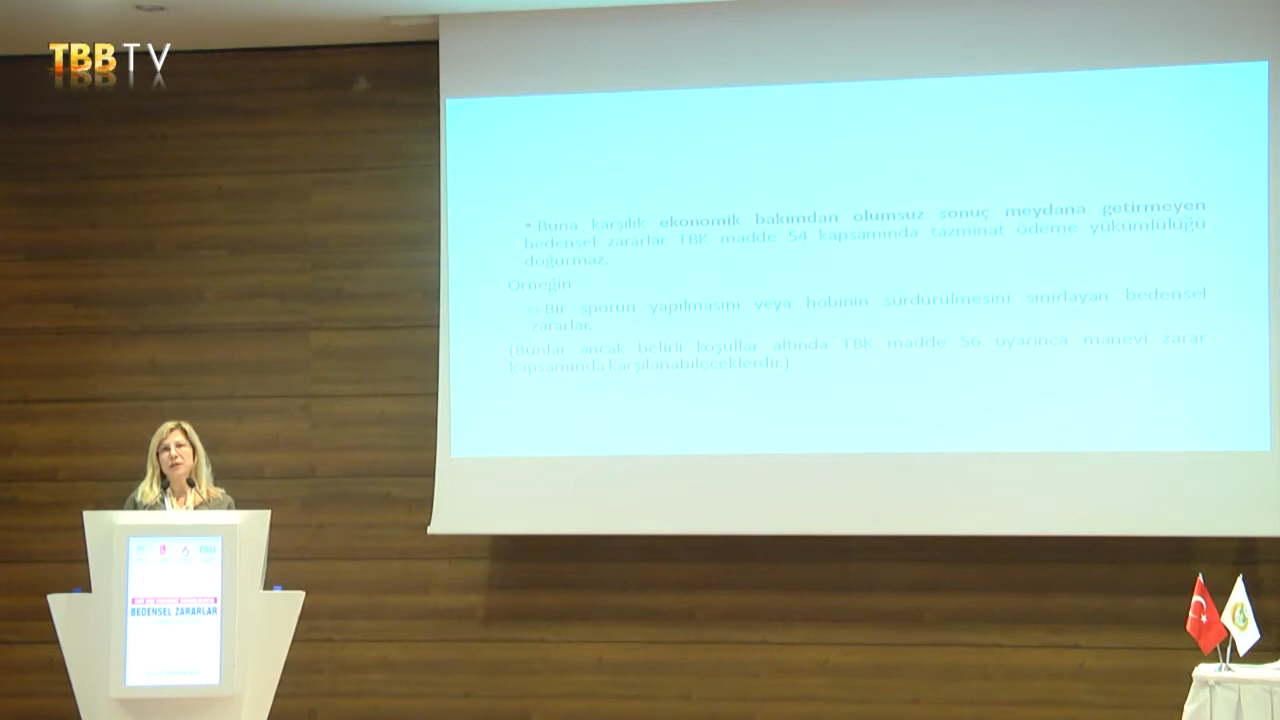 TBB TV
• Buna karşılık ekonomik bakımdan olumsuz sonuç meydana getirmeyen
bedensel zararlar TBK madde 54 kapsamında tazminat ödeme yükümlülüğü
doğurmaz.
Örneğin
o Bir sporun yapılmasını veya hobinin sürdürülmesini sınırlayan bedensel
zararlar.
(Bunlar ancak belirli koşullar altında TBK madde 56 uyarınca manevi zarar
kapsamında karşılanabileceklerdir.)
BEDENSEL ZARARLAR